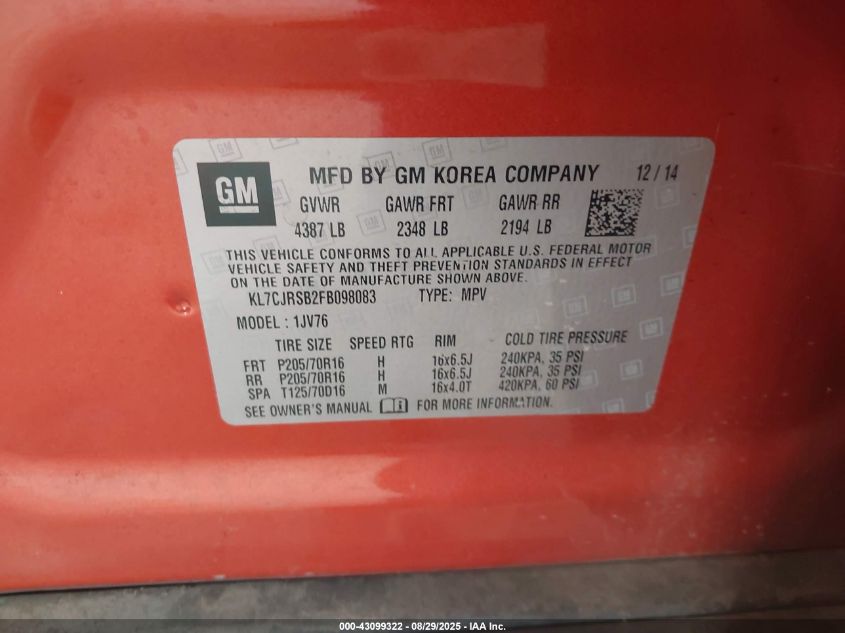 GM MFD BY GM KOREA COMPANY 12/14
GVWR GAWR FRT GAWR RR
4387 LB 2348 LB 2194 LB
THIS VEHICLE CONFORMS TO ALL APPLICABLE U.S. FEDERAL MOTOR
VEHICLE SAFETY AND THEFT PREVENTION STANDARDS IN EFFECT
ON THE DATE OF MANUFACTURE SHOWN ABOVE.
KL7CJRSB2FB098083 TYPE: MPV
MODEL : 1JV76
TIRE SIZE SPEED RTG RIM COLD TIRE PRESSURE
FRT P205/70R16 H 16x6.5J 240KPA, 35 PSI
RR P205/70R16 H 16x6.5J 240KPA, 35 PSI
SPA T125/70D16 M 16x4.0T 420KPA, 60 PSI
SEE OWNER'S MANUAL FOR MORE INFORMATION.
000-43099322 - 08/29/2025 - IAA Inc.